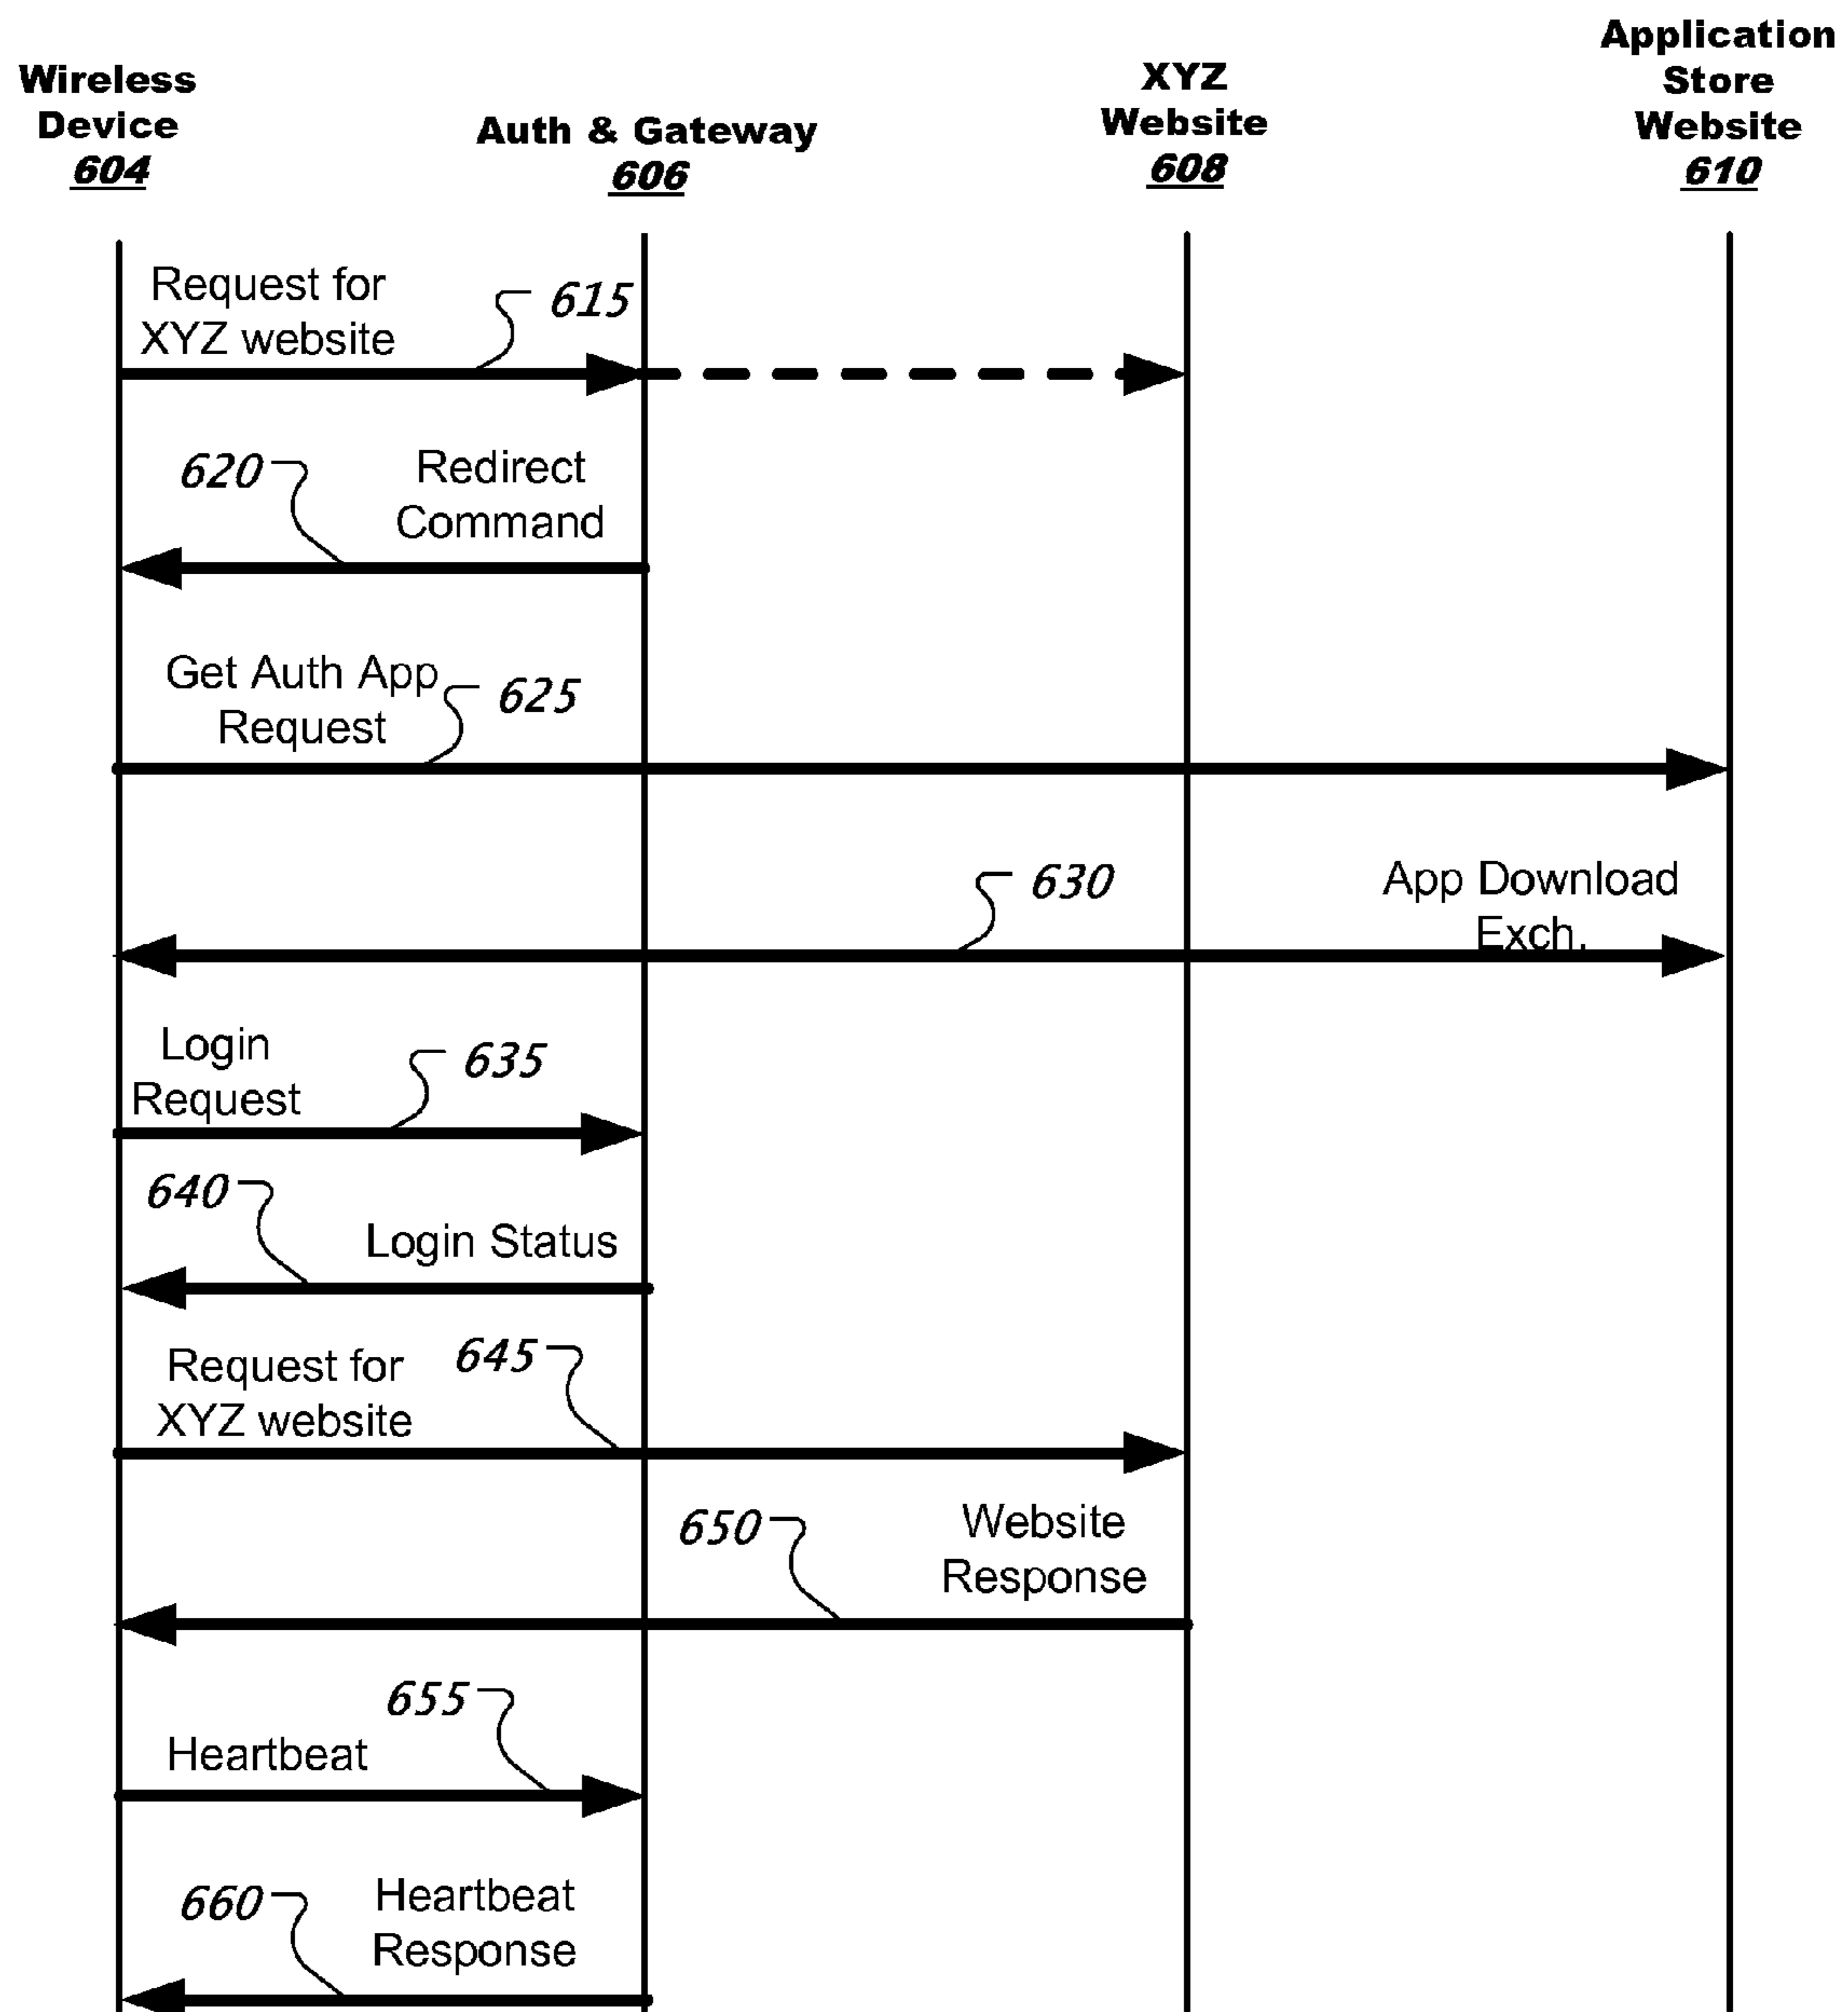 Application
Store
Website
610
Wireless
Device
604
Auth & Gateway
606
XYZ
Website
608
Request for
XYZ website
615
620
Redirect
Command
Get Auth App
Request
625
630
App Download
Exch.
Login
Request
635
640
Login Status
Request for
XYZ website
645
650
Website
Response
655
Heartbeat
660
Heartbeat
Response